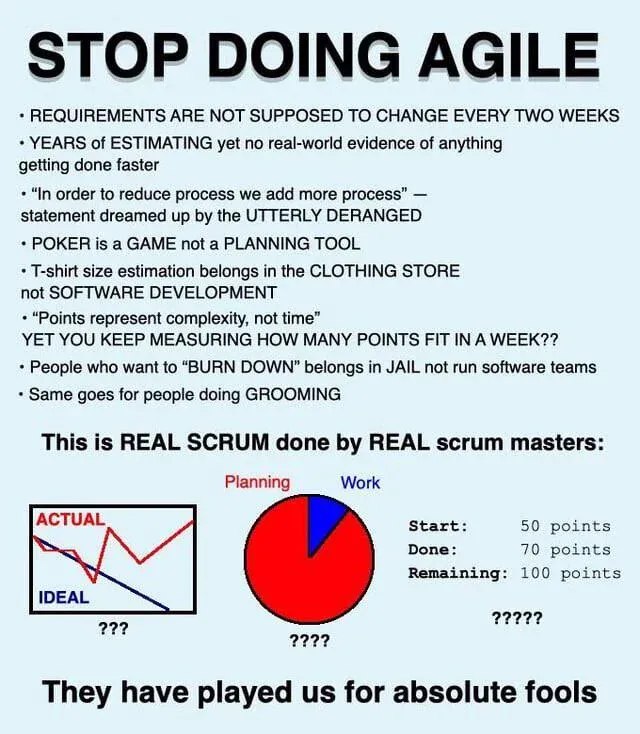 STOP DOING AGILE
• REQUIREMENTS ARE NOT SUPPOSED TO CHANGE EVERY TWO WEEKS
• YEARS of ESTIMATING yet no real-world evidence of anything
getting done faster
• “In order to reduce process we add more process” —
statement dreamed up by the UTTERLY DERANGED
• POKER is a GAME not a PLANNING TOOL
• T-shirt size estimation belongs in the CLOTHING STORE
not SOFTWARE DEVELOPMENT
• “Points represent complexity, not time”
YET YOU KEEP MEASURING HOW MANY POINTS FIT IN A WEEK??
• People who want to “BURN DOWN” belongs in JAIL not run software teams
• Same goes for people doing GROOMING
This is REAL SCRUM done by REAL scrum masters:
ACTUAL
IDEAL
???
Planning Work
????
Start: 50 points
Done: 70 points
Remaining: 100 points
?????
They have played us for absolute fools